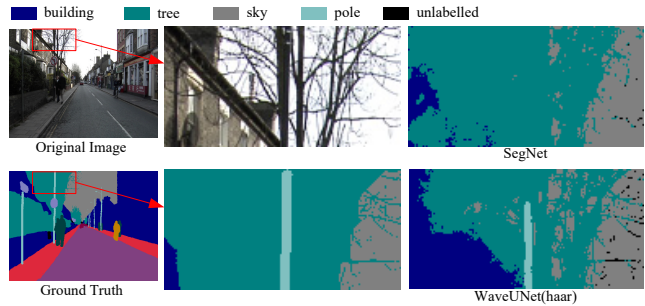 building tree sky pole unlabelled
Original Image
SegNet
Ground Truth
WaveUNet(haar)